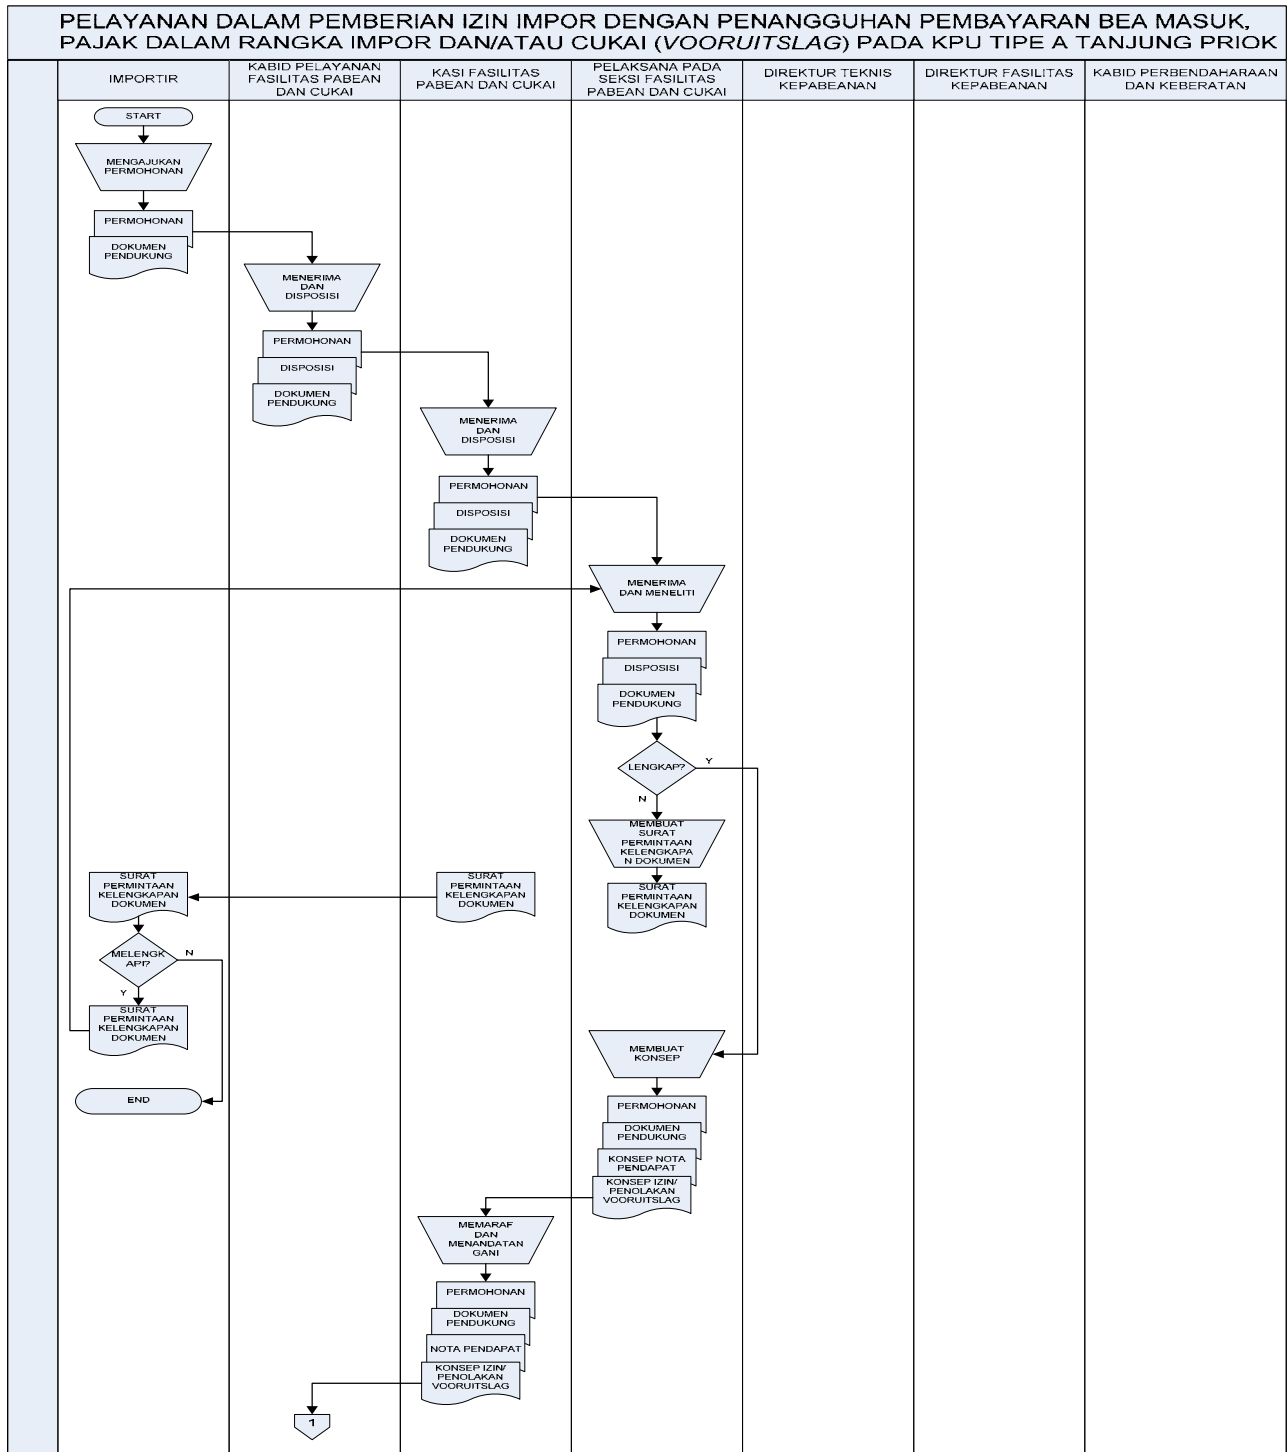 PELAYANAN DALAM PEMBERIAN IZIN IMPOR DENGAN PENANGGUHAN PEMBAYARAN BEA MASUK,
PAJAK DALAM RANGKA IMPOR DAN/ATAU CUKAI (VOORUITSLAG) PADA KPU TIPE A TANJUNG PRIOK
IMPORTIR
KABID PELAYANAN
FASILITAS PABEAN
DAN CUKAI
KASI FASILITAS
PABEAN DAN CUKAI
PELAKSANA PADA
SEKSI FASILITAS
PABEAN DAN CUKAI
DIREKTUR TEKNIS
KEPABEANAN
DIREKTUR FASILITAS
KEPABEANAN
KABID PERBENDAHARAAN
DAN KEBERATAN
START
MENGAJUKAN
PERMOHONAN
PERMOHONAN
DOKUMEN
PENDUKUNG
MENERIMA
DAN
DISPOSISI
PERMOHONAN
DISPOSISI
DOKUMEN
PENDUKUNG
MENERIMA
DAN
DISPOSISI
PERMOHONAN
DISPOSISI
DOKUMEN
PENDUKUNG
MENERIMA
DAN MENELITI
PERMOHONAN
DISPOSISI
DOKUMEN
PENDUKUNG
LENGKAP?
Y
N
MEMBUAT
SURAT
PERMINTAAN
KELENGKAPA
N DOKUMEN
SURAT
PERMINTAAN
KELENGKAPAN
DOKUMEN
SURAT
PERMINTAAN
KELENGKAPAN
DOKUMEN
SURAT
PERMINTAAN
KELENGKAPAN
DOKUMEN
MELENGK
API?
N
Y
SURAT
PERMINTAAN
KELENGKAPAN
DOKUMEN
END
MEMBUAT
KONSEP
PERMOHONAN
DOKUMEN
PENDUKUNG
KONSEP NOTA
PENDAPAT
KONSEP IZIN/
PENOLAKAN
VOORUITSLAG
MEMARAF
DAN
MENANDATAN
GANI
PERMOHONAN
DOKUMEN
PENDUKUNG
NOTA PENDAPAT
KONSEP IZIN/
PENOLAKAN
VOORUITSLAG
1